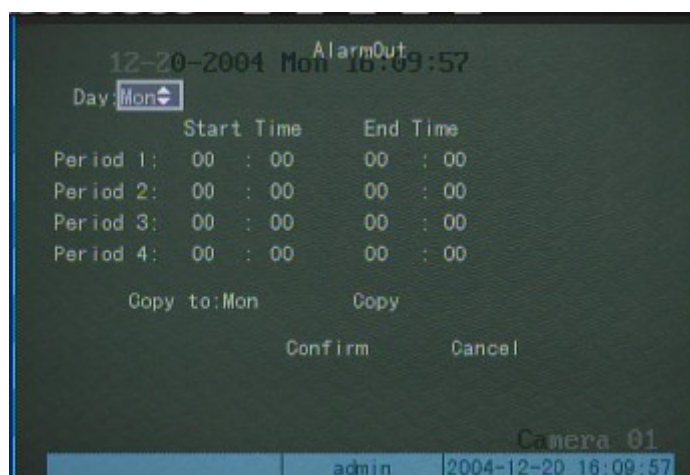 AlarmOut
12-20-2004 Mon 16:09:57
Day:Mon
Start Time End Time
Period 1: 00 : 00 00 : 00
Period 2: 00 : 00 00 : 00
Period 3: 00 : 00 00 : 00
Period 4: 00 : 00 00 : 00
Copy to:Mon Copy
Confirm Cancel
Camera 01
admin 2004-12-20 16:09:57